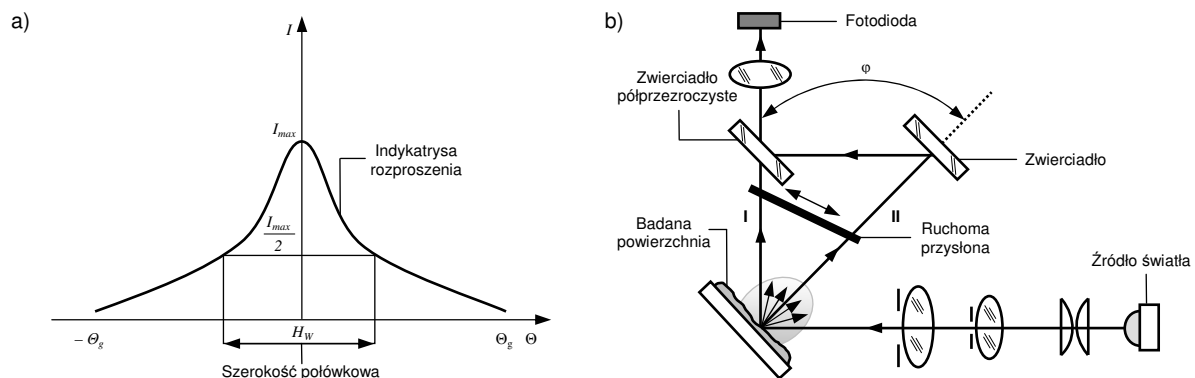 a)
I
I_max
Indykatrysa
rozproszenia
I_max
2
– Θ_g
H_W
Θ_g
Θ
Szerokość połówkowa
b)
Fotodioda
Zwierciadło
półprzezroczyste
φ
Zwierciadło
I
II
Badana
powierzchnia
Ruchoma
przysłona
Źródło światła